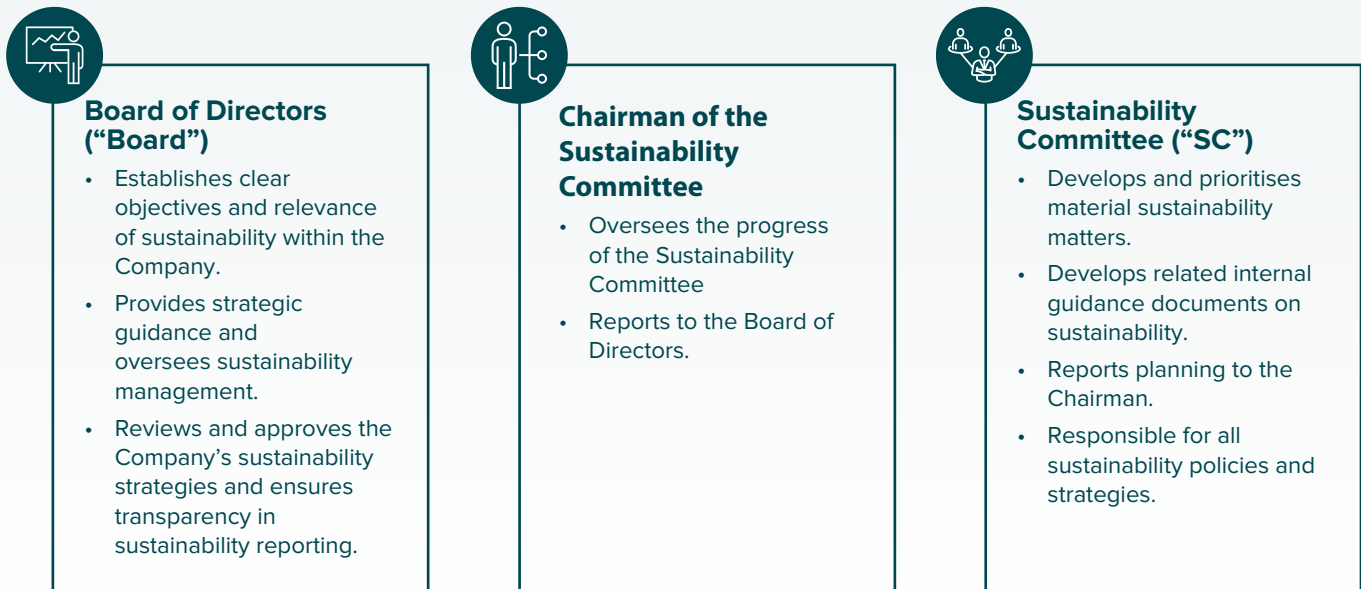 Board of Directors
(“Board”)
• Establishes clear
objectives and relevance
of sustainability within the
Company.
• Provides strategic
guidance and
oversees sustainability
management.
• Reviews and approves the
Company’s sustainability
strategies and ensures
transparency in
sustainability reporting.
Chairman of the
Sustainability
Committee
• Oversees the progress
of the Sustainability
Committee
• Reports to the Board of
Directors.
Sustainability
Committee (“SC”)
• Develops and prioritises
material sustainability
matters.
• Develops related internal
guidance documents on
sustainability.
• Reports planning to the
Chairman.
• Responsible for all
sustainability policies and
strategies.